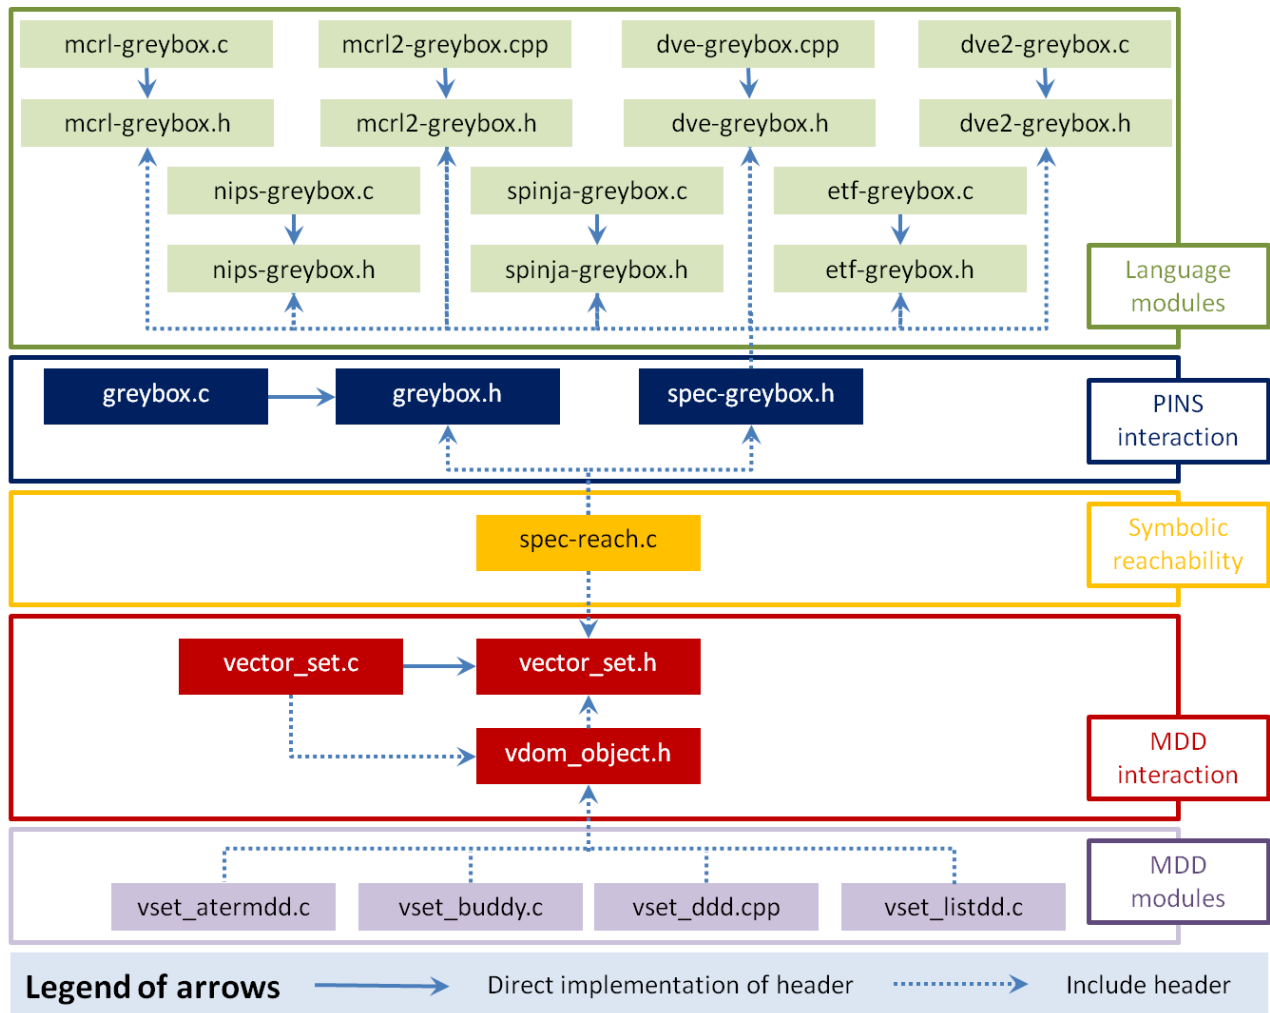 mcrl-greybox.c
mcrl2-greybox.cpp
dve-greybox.cpp
dve2-greybox.c
mcrl-greybox.h
mcrl2-greybox.h
dve-greybox.h
dve2-greybox.h
nips-greybox.c
spinja-greybox.c
etf-greybox.c
nips-greybox.h
spinja-greybox.h
etf-greybox.h
Language
modules
greybox.c
greybox.h
spec-greybox.h
PINS
interaction
spec-reach.c
Symbolic
reachability
vector_set.c
vector_set.h
vdom_object.h
MDD
interaction
vset_atermdd.c
vset_buddy.c
vset_ddd.cpp
vset_listdd.c
MDD
modules
Legend of arrows
Direct implementation of header
Include header